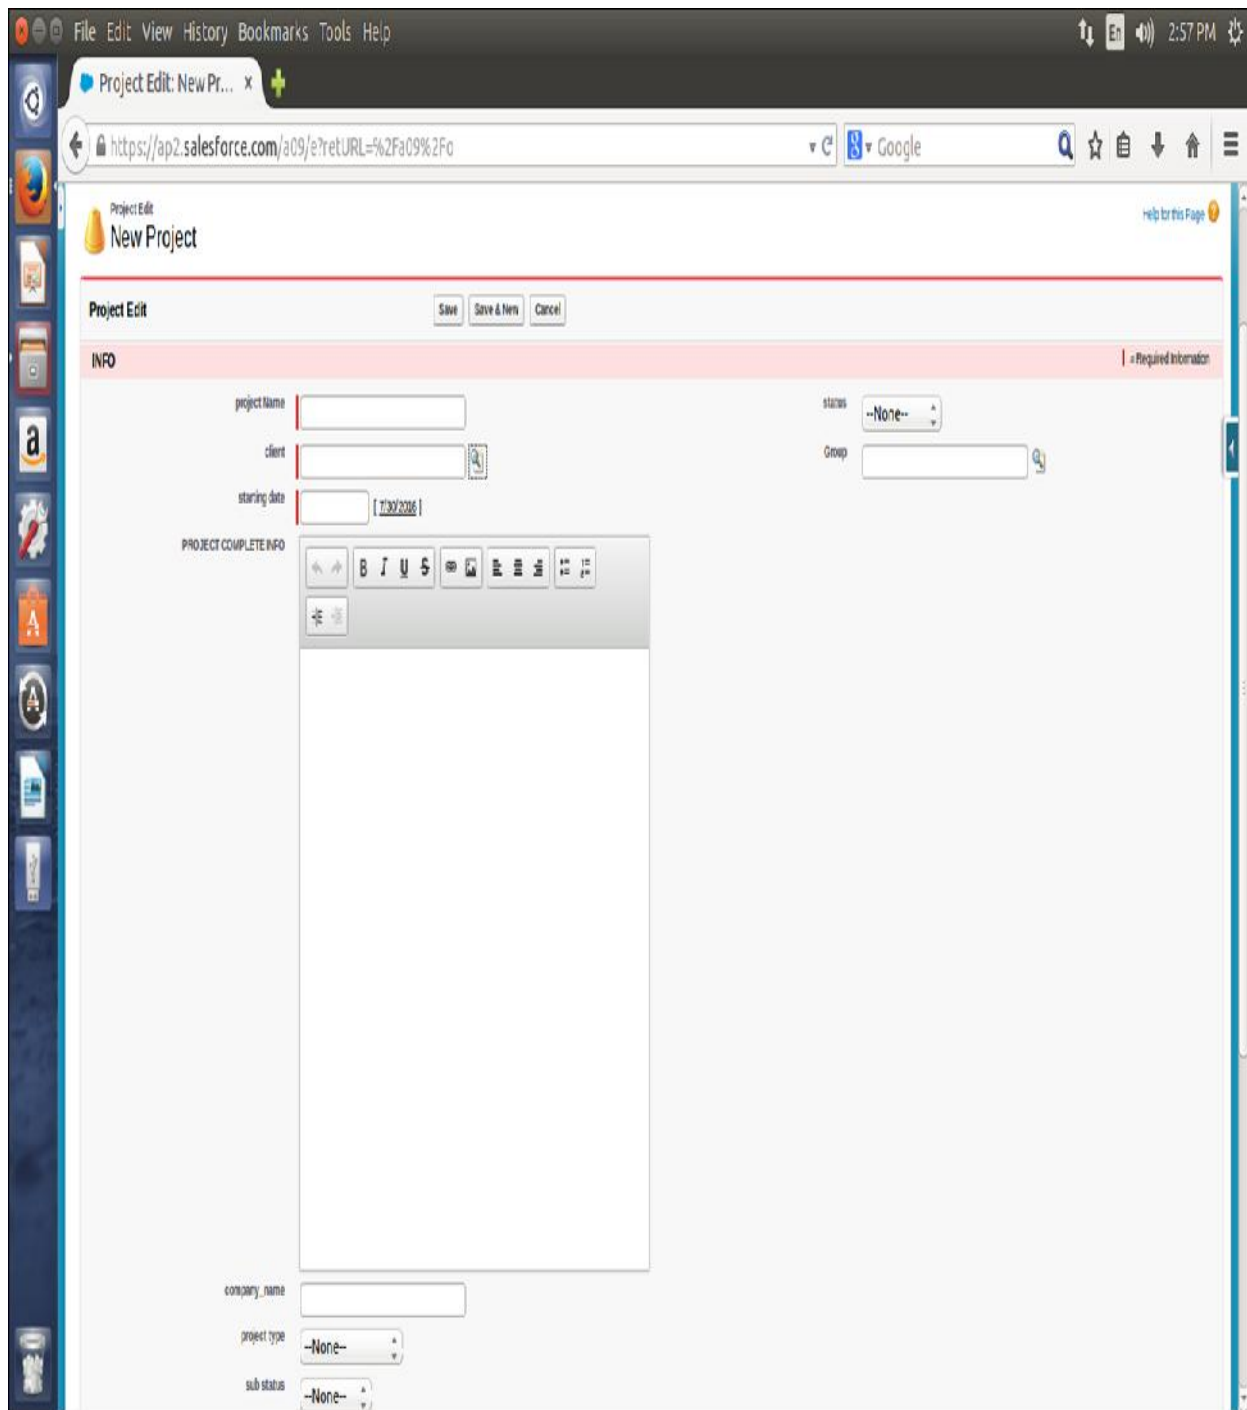 File Edit View History Bookmarks Tools Help
En 2:57 PM
Project Edit: New Pr... x
https://ap2.salesforce.com/a09/e?retURL=%2Fa09%2Fo
Google
Project Edit
New Project
Help for this Page
Project Edit
Save Save & New Cancel
INFO
= Required Information
project Name
status --None--
client
Group
starting date [ 7/30/2016 ]
PROJECT COMPLETE INFO
B I U S
company_name
project type --None--
sub status --None--